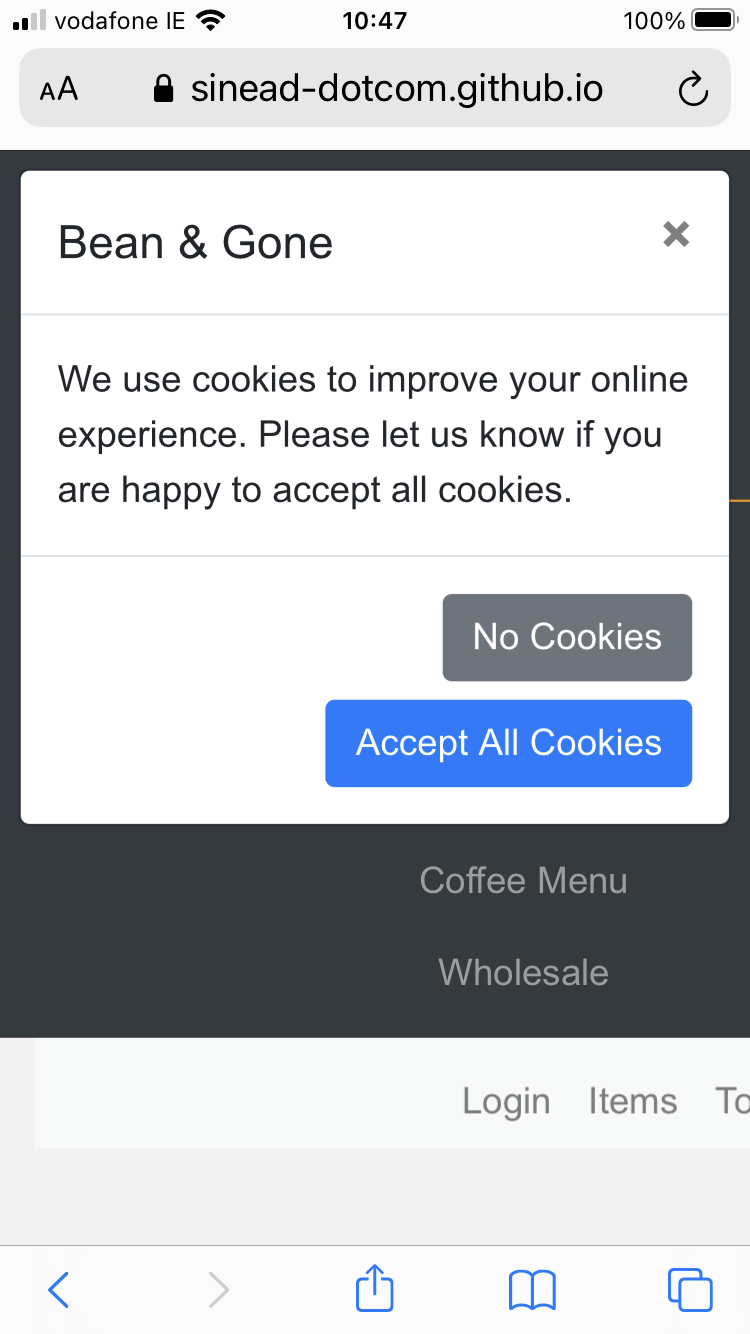 vodafone IE 10:47 100%
AA sinead-dotcom.github.io
Bean & Gone ×
We use cookies to improve your online
experience. Please let us know if you
are happy to accept all cookies.
No Cookies
Accept All Cookies
Coffee Menu
Wholesale
Login Items To